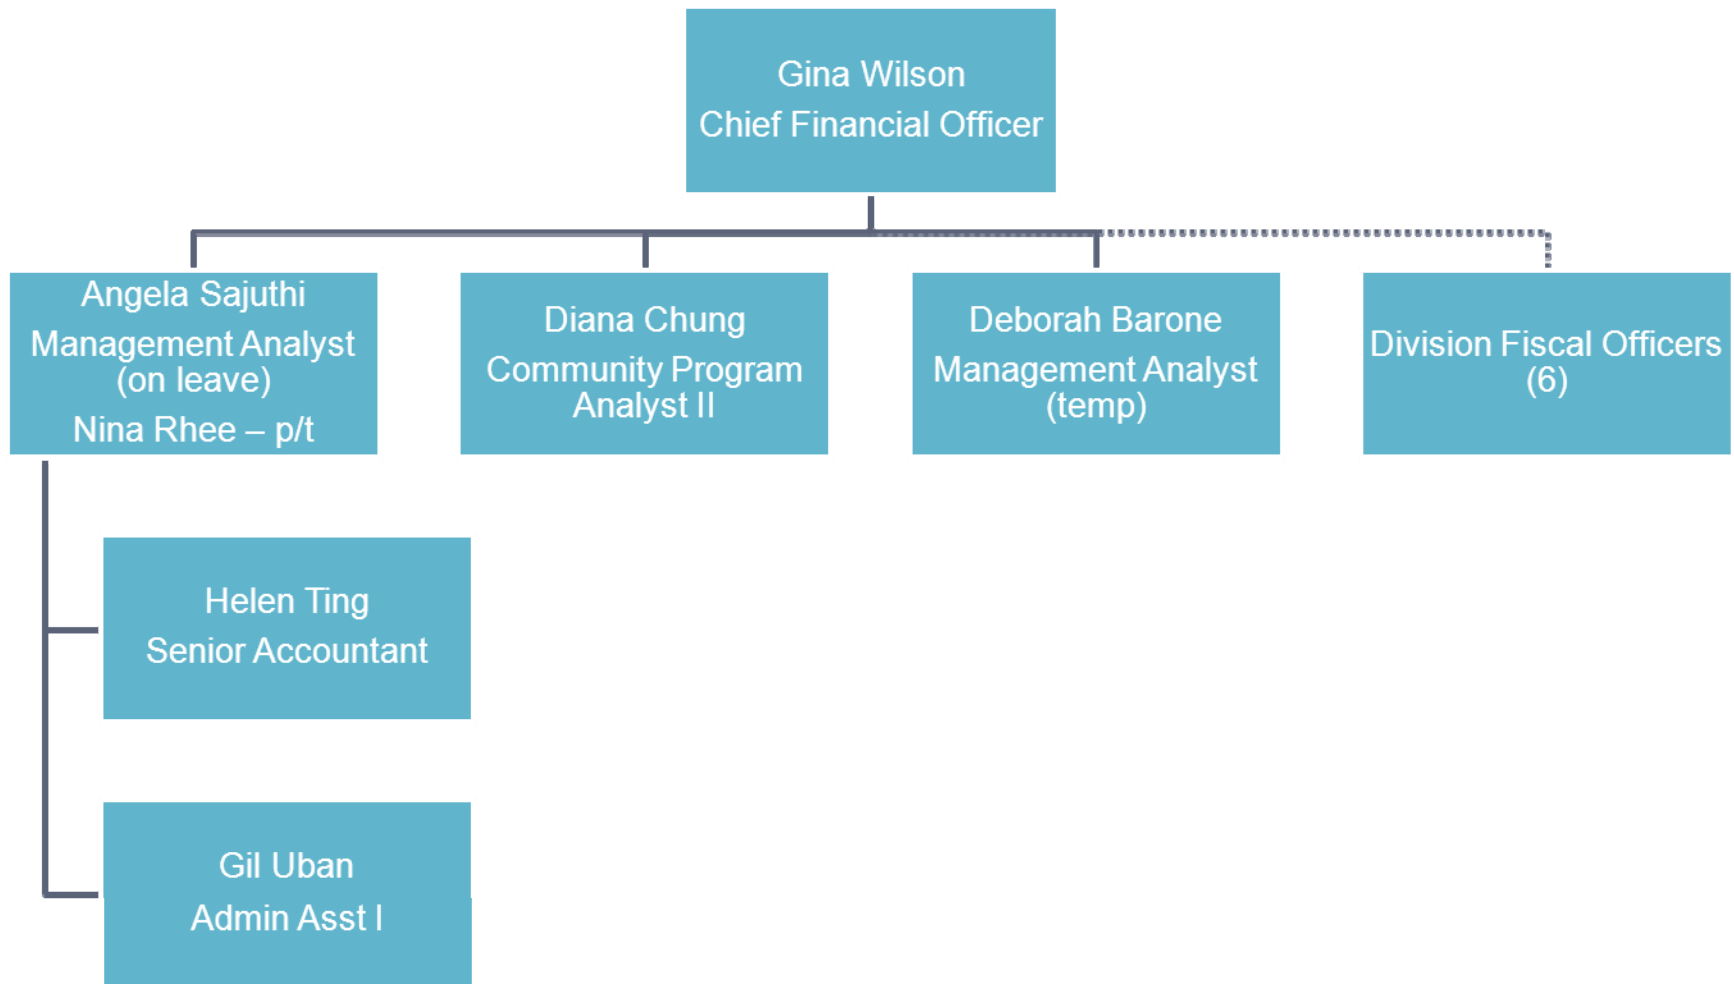 Gina Wilson
Chief Financial Officer
Angela Sajuthi
Management Analyst
(on leave)
Nina Rhee – p/t
Diana Chung
Community Program
Analyst II
Deborah Barone
Management Analyst
(temp)
Division Fiscal Officers
(6)
Helen Ting
Senior Accountant
Gil Uban
Admin Asst I